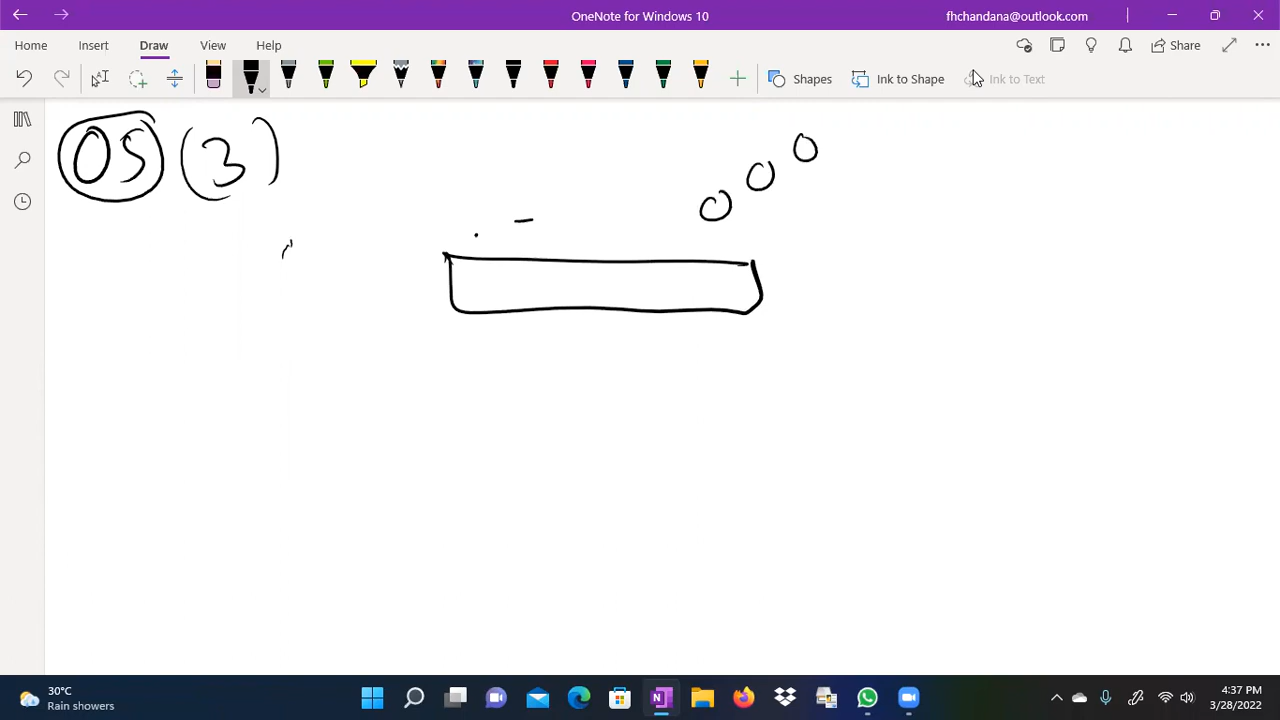 OneNote for Windows 10
fhchandana@outlook.com
Home Insert Draw View Help
Share
Shapes
Ink to Shape
Ink to Text
OS (3)
30°C
Rain showers
4:37 PM
3/28/2022